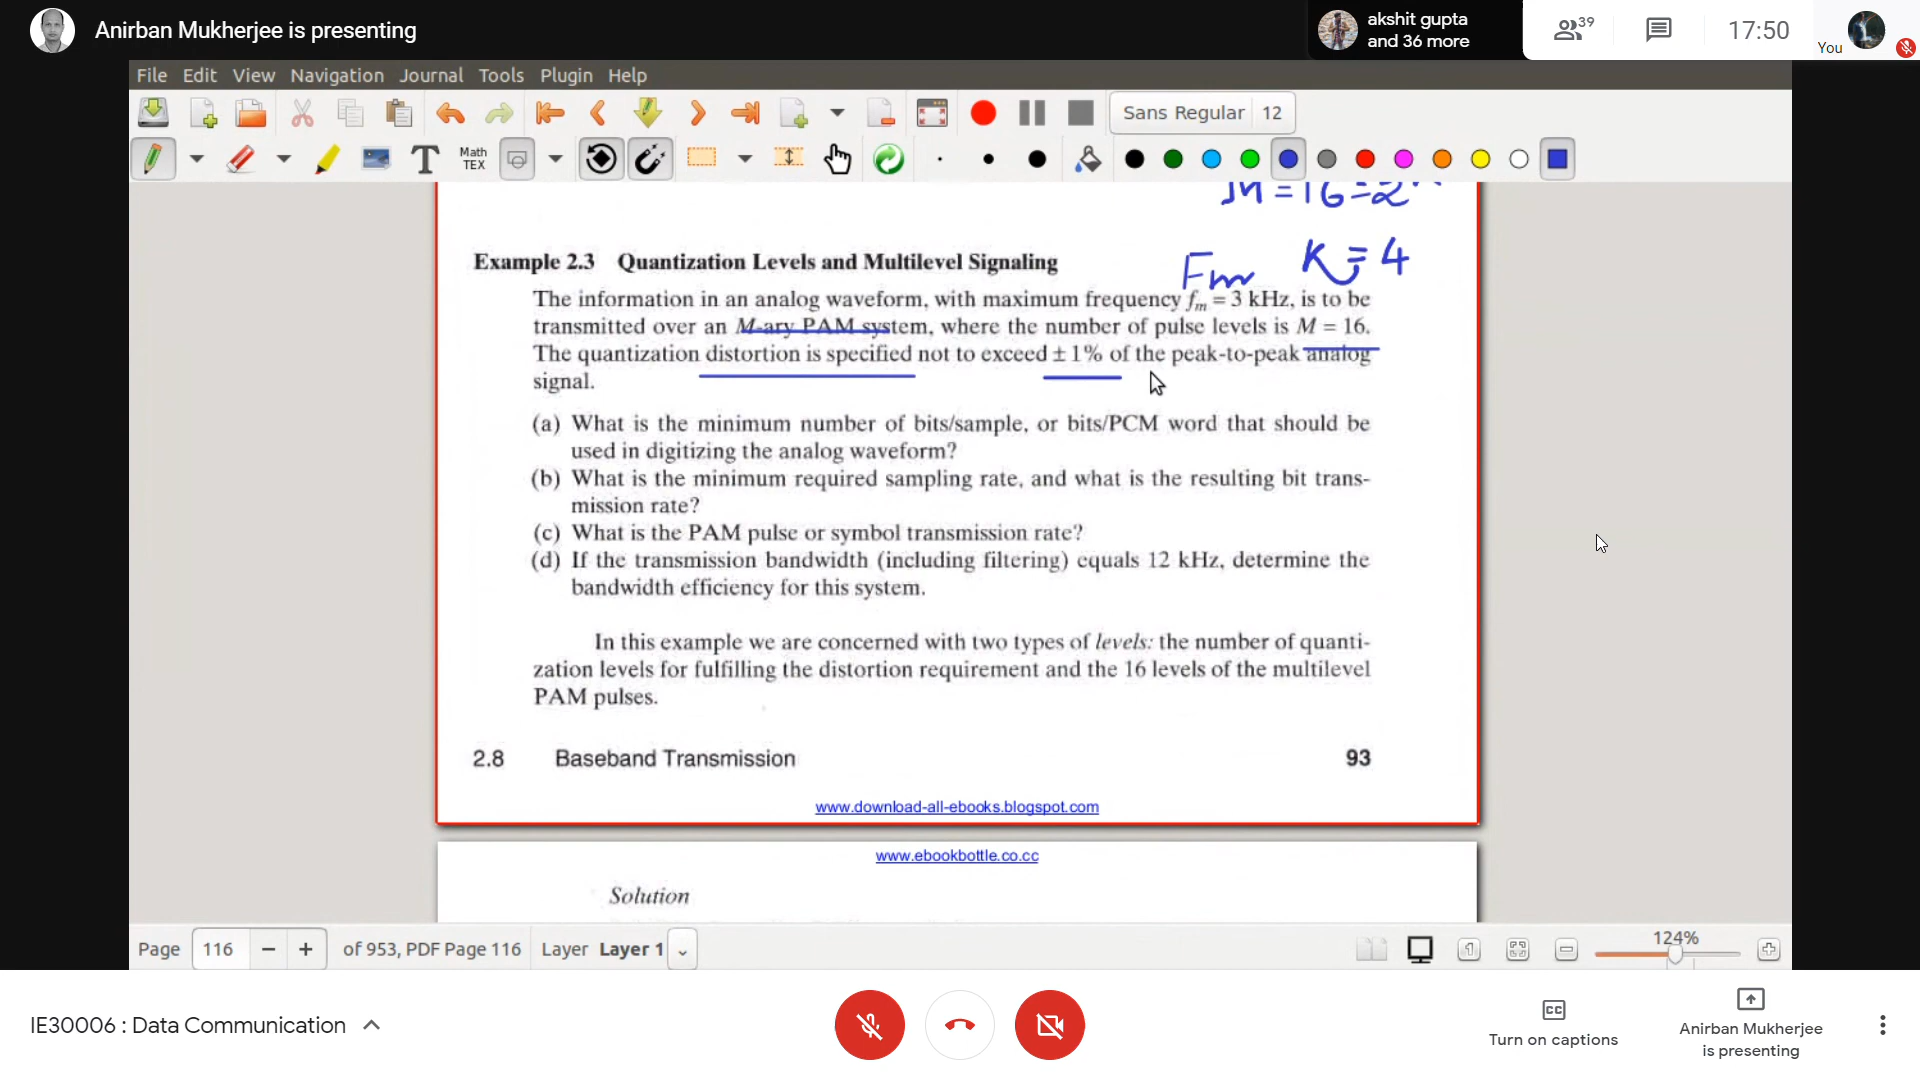 Anirban Mukherjee is presenting
akshit gupta
and 36 more
39
17:50
You
File Edit View Navigation Journal Tools Plugin Help
Sans Regular 12
Math
TEX
M = 16 = 2
Fm K = 4
Example 2.3 Quantization Levels and Multilevel Signaling
The information in an analog waveform, with maximum frequency fm = 3 kHz, is to be
transmitted over an M-ary PAM system, where the number of pulse levels is M = 16.
The quantization distortion is specified not to exceed ± 1% of the peak-to-peak analog
signal.
(a) What is the minimum number of bits/sample, or bits/PCM word that should be
used in digitizing the analog waveform?
(b) What is the minimum required sampling rate, and what is the resulting bit trans-
mission rate?
(c) What is the PAM pulse or symbol transmission rate?
(d) If the transmission bandwidth (including filtering) equals 12 kHz, determine the
bandwidth efficiency for this system.
In this example we are concerned with two types of levels: the number of quanti-
zation levels for fulfilling the distortion requirement and the 16 levels of the multilevel
PAM pulses.
2.8 Baseband Transmission 93
www.download-all-ebooks.blogspot.com
www.ebookbottle.co.cc
Solution
Page 116 of 953, PDF Page 116 Layer Layer 1 124%
IE30006 : Data Communication
CC
Turn on captions
Anirban Mukherjee
is presenting